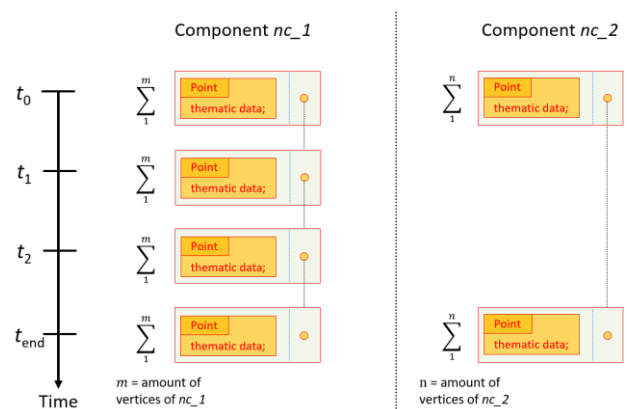 Component nc_1
Component nc_2
t0
m
∑
1
Point
thematic data;
n
∑
1
Point
thematic data;
t1
m
∑
1
Point
thematic data;
t2
m
∑
1
Point
thematic data;
tend
m
∑
1
Point
thematic data;
n
∑
1
Point
thematic data;
Time
m = amount of
vertices of nc_1
n = amount of
vertices of nc_2